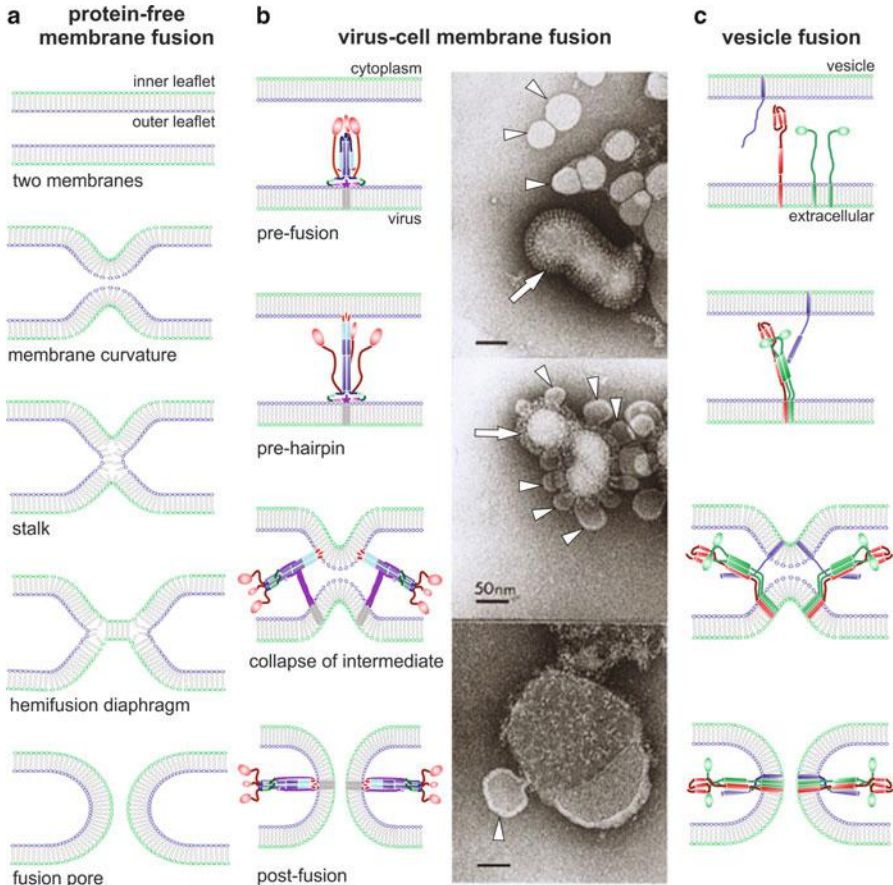 a
protein-free
membrane fusion
inner leaflet
outer leaflet
two membranes
membrane curvature
stalk
hemifusion diaphragm
fusion pore
b
virus-cell membrane fusion
cytoplasm
virus
pre-fusion
pre-hairpin
collapse of intermediate
post-fusion
50nm
c
vesicle fusion
vesicle
extracellular